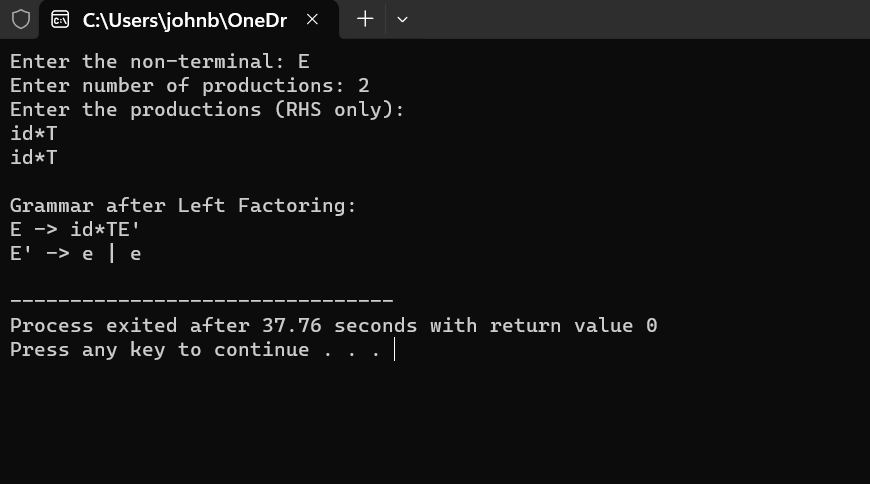 C:\Users\johnb\OneDr
Enter the non-terminal: E
Enter number of productions: 2
Enter the productions (RHS only):
id*T
id*T
Grammar after Left Factoring:
E -> id*TE'
E' -> e | e
--------------------------------
Process exited after 37.76 seconds with return value 0
Press any key to continue . . .